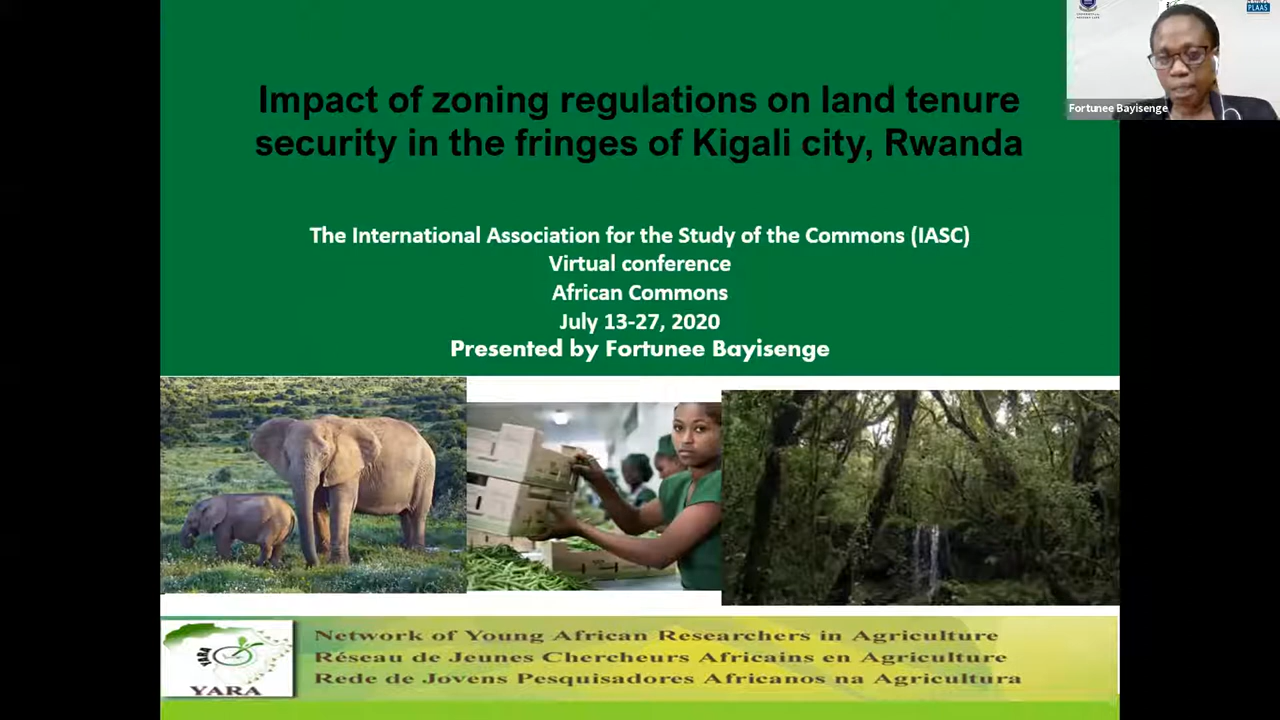 Impact of zoning regulations on land tenure
security in the fringes of Kigali city, Rwanda
The International Association for the Study of the Commons (IASC)
Virtual conference
African Commons
July 13-27, 2020
Presented by Fortunee Bayisenge
PLAAS
Fortunee Bayisenge
YARA
YARA
Network of Young African Researchers in Agriculture
Réseau de Jeunes Chercheurs Africains en Agriculture
Rede de Jovens Pesquisadores Africanos na Agricultura